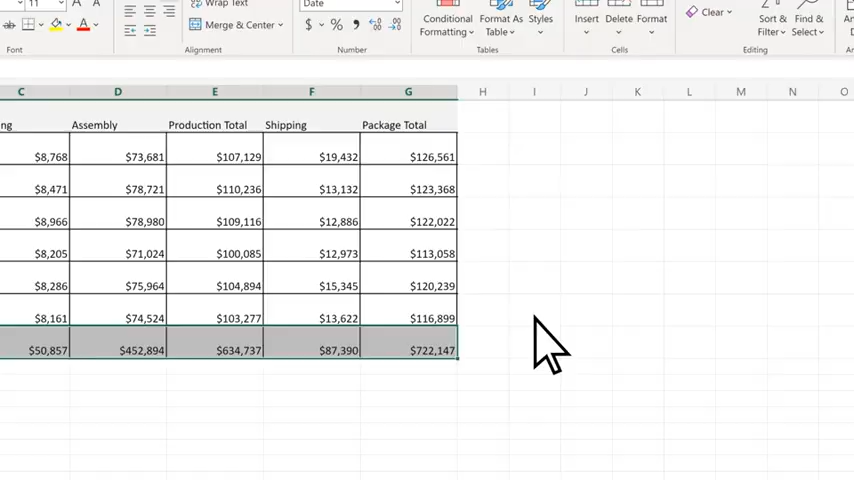 11 A A Wrap Text Date Conditional Format As Styles Insert Delete Format Clear Sort & Find &
ab A Merge & Center $ % Formatting Table Filter Select
Font Alignment Number Tables Cells Editing
C D E F G H I J K L M N O
ng Assembly Production Total Shipping Package Total
$8,768 $73,681 $107,129 $19,432 $126,561
$8,471 $78,721 $110,236 $13,132 $123,368
$8,966 $78,980 $109,116 $12,886 $122,022
$8,205 $71,024 $100,085 $12,973 $113,058
$8,286 $75,964 $104,894 $15,345 $120,239
$8,161 $74,524 $103,277 $13,622 $116,899
$50,857 $452,894 $634,737 $87,390 $722,147